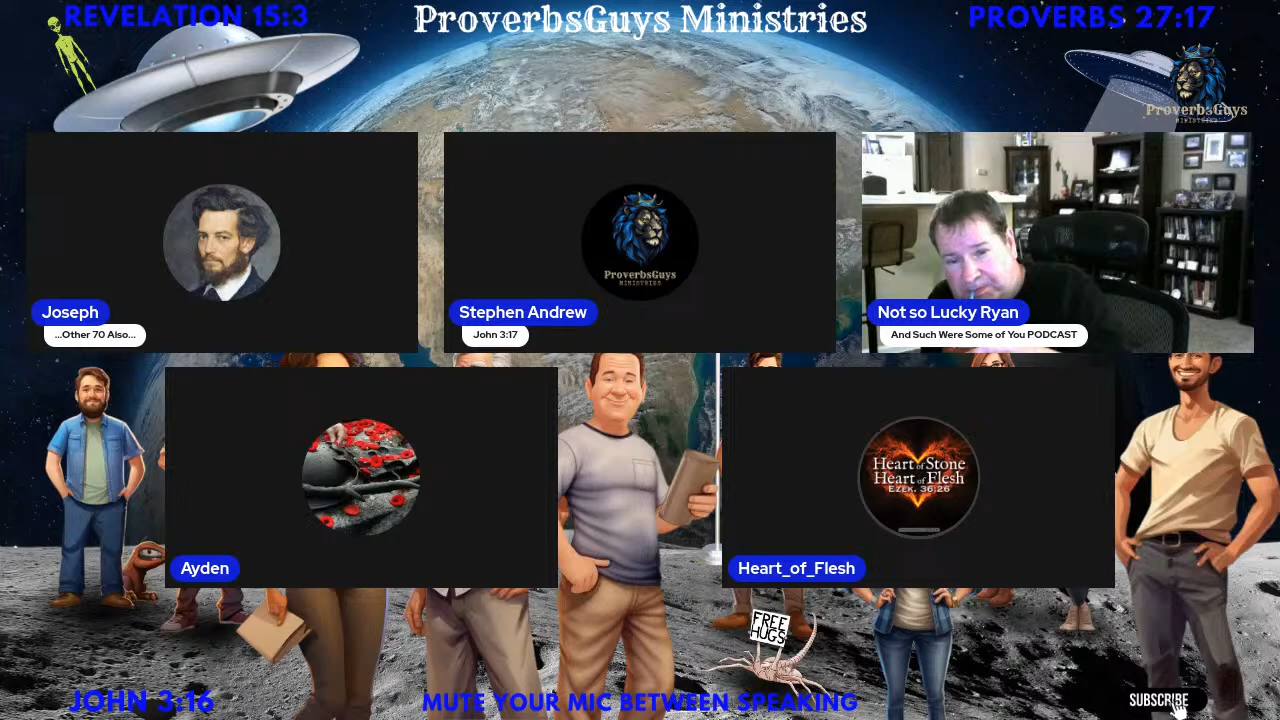 REVELATION 15:3
ProverbsGuys Ministries
PROVERBS 27:17
ProverbsGuys
MINISTRIES
Joseph
...Other 70 Also...
ProverbsGuys
MINISTRIES
Stephen Andrew
John 3:17
Not so Lucky Ryan
And Such Were Some of You PODCAST
Ayden
Heart of Stone
Heart of Flesh
EZEK. 36:26
Heart_of_Flesh
FREE
HUGS
JOHN 3:16
MUTE YOUR MIC BETWEEN SPEAKING
SUBSCRIBE